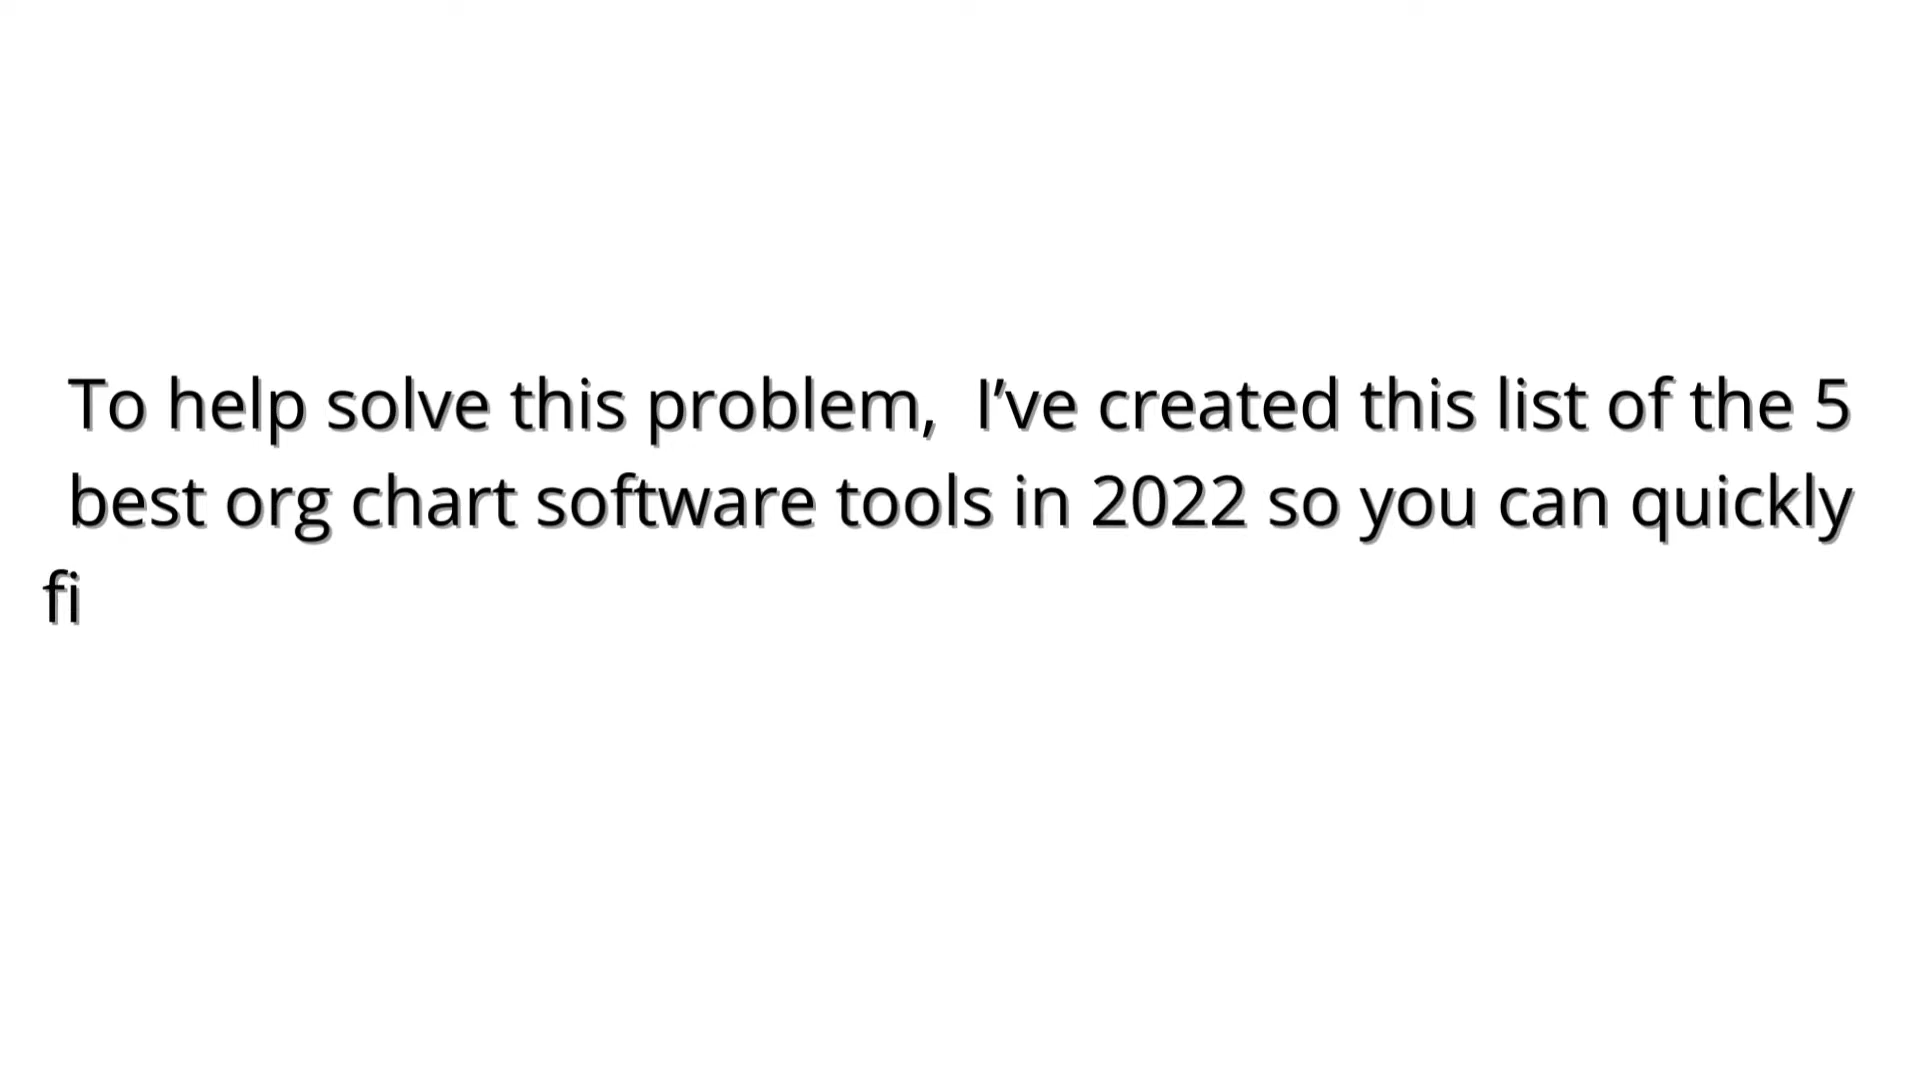 To help solve this problem,  I’ve created this list of the 5
best org chart software tools in 2022 so you can quickly
fi